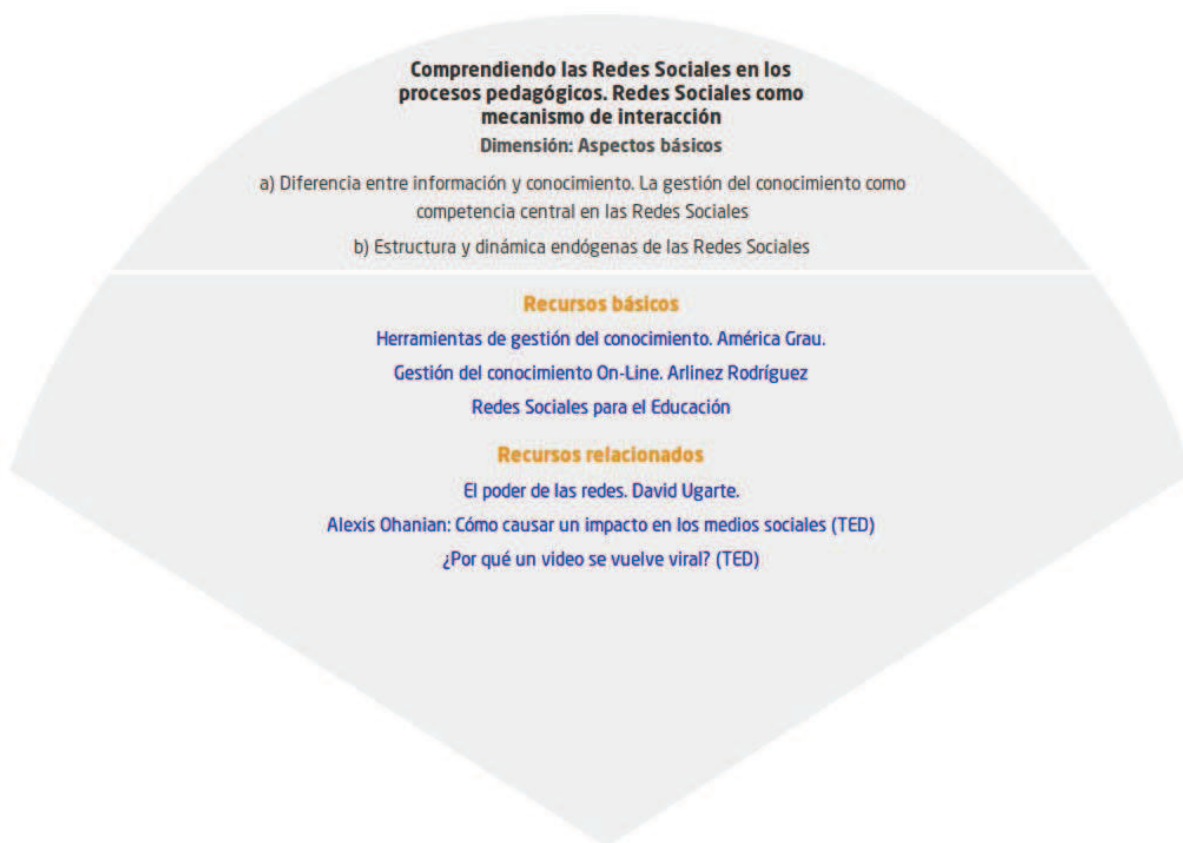 Comprendiendo las Redes Sociales en los
procesos pedagógicos. Redes Sociales como
mecanismo de interacción
Dimensión: Aspectos básicos
a) Diferencia entre información y conocimiento. La gestión del conocimiento como
competencia central en las Redes Sociales
b) Estructura y dinámica endógenas de las Redes Sociales
Recursos básicos
Herramientas de gestión del conocimiento. América Grau.
Gestión del conocimiento On-Line. Arlinez Rodríguez
Redes Sociales para el Educación
Recursos relacionados
El poder de las redes. David Ugarte.
Alexis Ohanian: Cómo causar un impacto en los medios sociales (TED)
¿Por qué un video se vuelve viral? (TED)